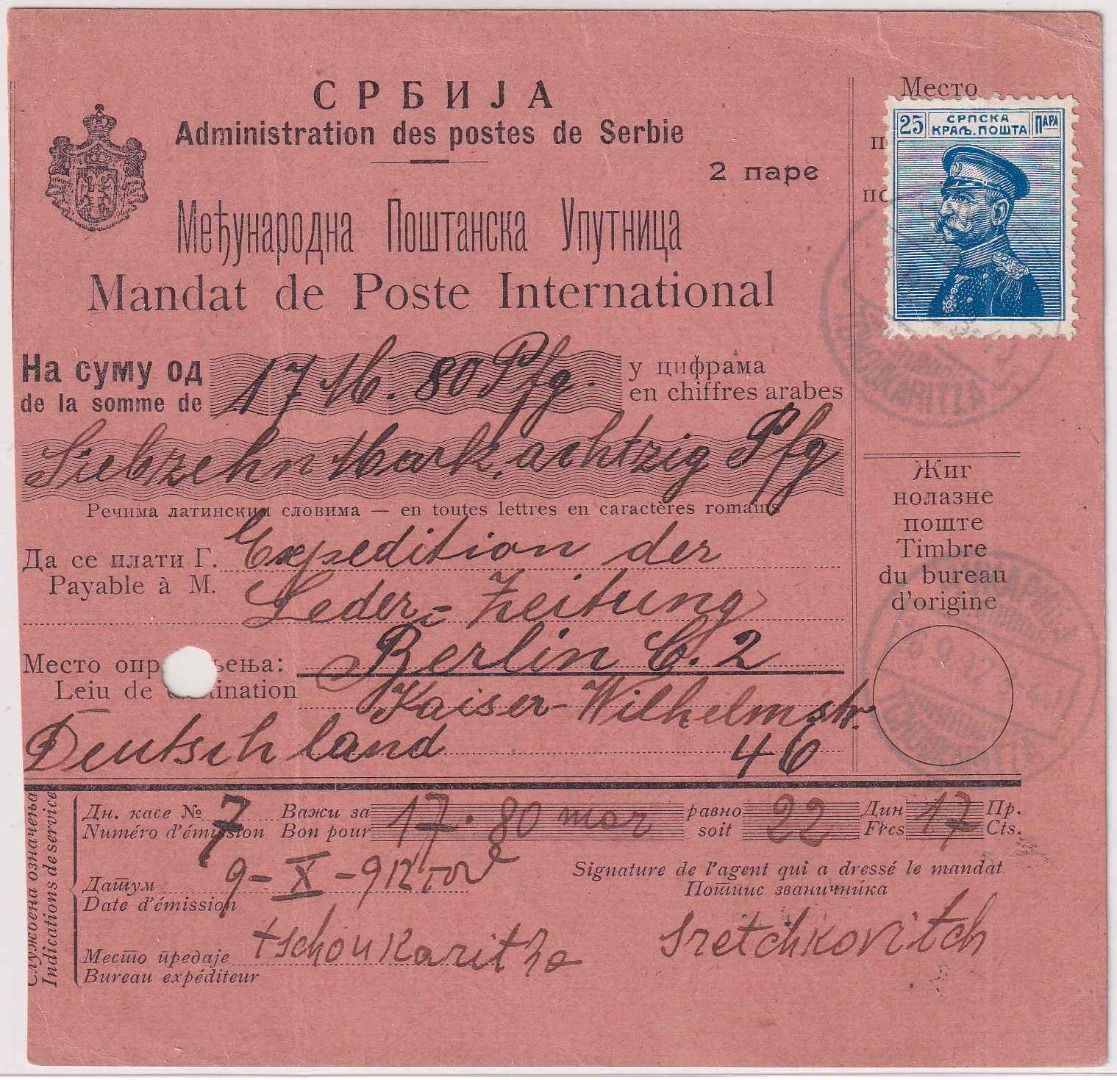 СРБИЈА
Administration des postes de Serbie
2 паре
Међународна Поштанска Упутница
Mandat de Poste International
Место
25 СРПСКА КРАЉ. ПОШТА ПАРА
На суму од 17 M. 80 Pfg. у цифрама
de la somme de en chiffres arabes
Siebzehn Mark, achtzig Pfg
Речима латинским словима — en toutes lettres en caractères romains
Да се плати Г. Expedition der
Payable à M. Leder-Zeitung
Место Berlin C. 2
Leiu de Kaiser-Wilhelmstr.
Deutschland 46
Жиг
нолазне
поште
Timbre
du bureau
d'origine
Службена означења
Indications de service
Дн. касе № 7 Важи за 17.80 mar равно 22 Дин 17 Пр.
Numéro d'émission Bon pour soit Frcs Cts.
Датум 9-X-912
Date d'émission
Signature de l'agent qui a dressé le mandat
Потпис званичника
Место предаје tschoukaritza
Bureau expéditeur
Sretchkovitch